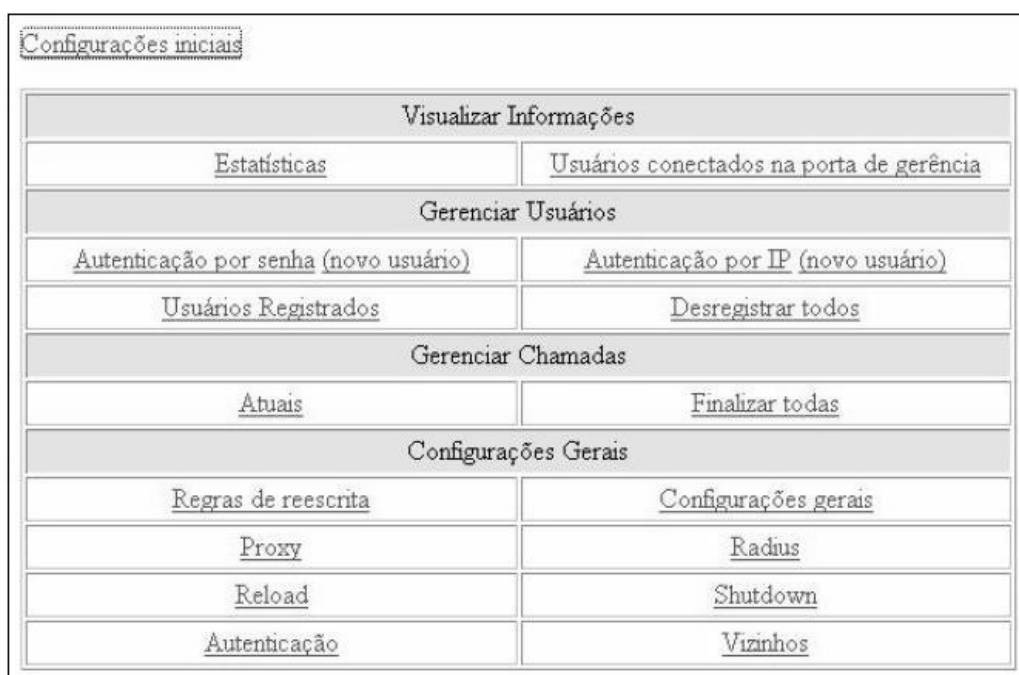 Configurações iniciais
Visualizar Informações
Estatísticas Usuários conectados na porta de gerência
Gerenciar Usuários
Autenticação por senha (novo usuário) Autenticação por IP (novo usuário)
Usuários Registrados Desregistrar todos
Gerenciar Chamadas
Atuais Finalizar todas
Configurações Gerais
Regras de reescrita Configurações gerais
Proxy Radius
Reload Shutdown
Autenticação Vizinhos